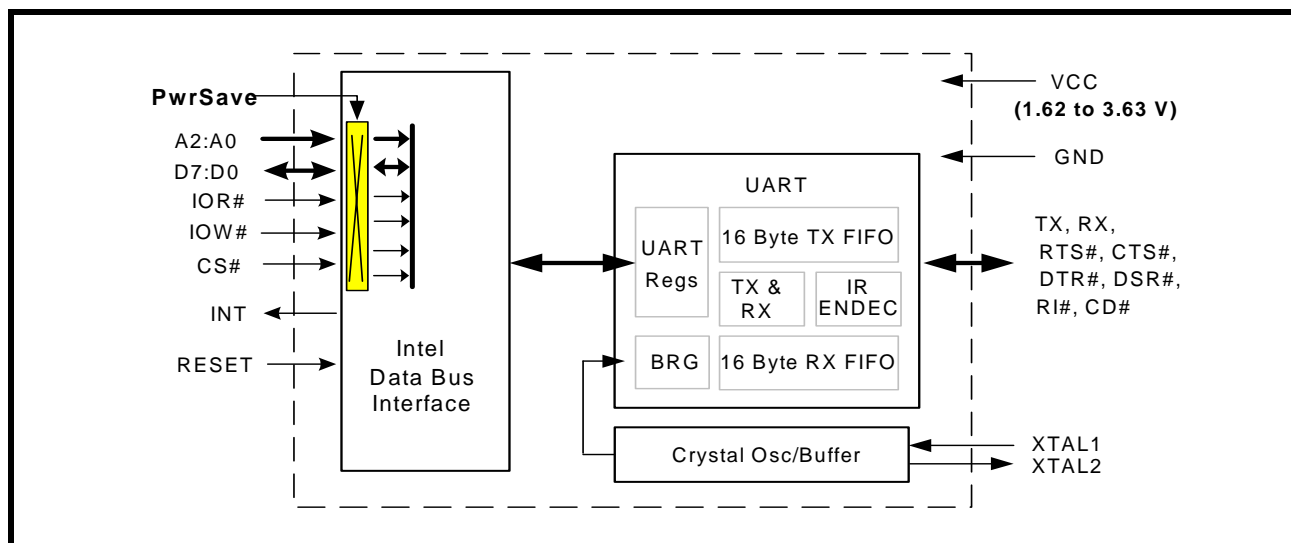 PwrSave
A2:A0
D7:D0
IOR#
IOW#
CS#
INT
RESET
Intel
Data Bus
Interface
UART
UART
Regs
16 Byte TX FIFO
TX &
RX
IR
ENDEC
BRG
16 Byte RX FIFO
Crystal Osc/Buffer
VCC
(1.62 to 3.63 V)
GND
TX, RX,
RTS#, CTS#,
DTR#, DSR#,
RI#, CD#
XTAL1
XTAL2